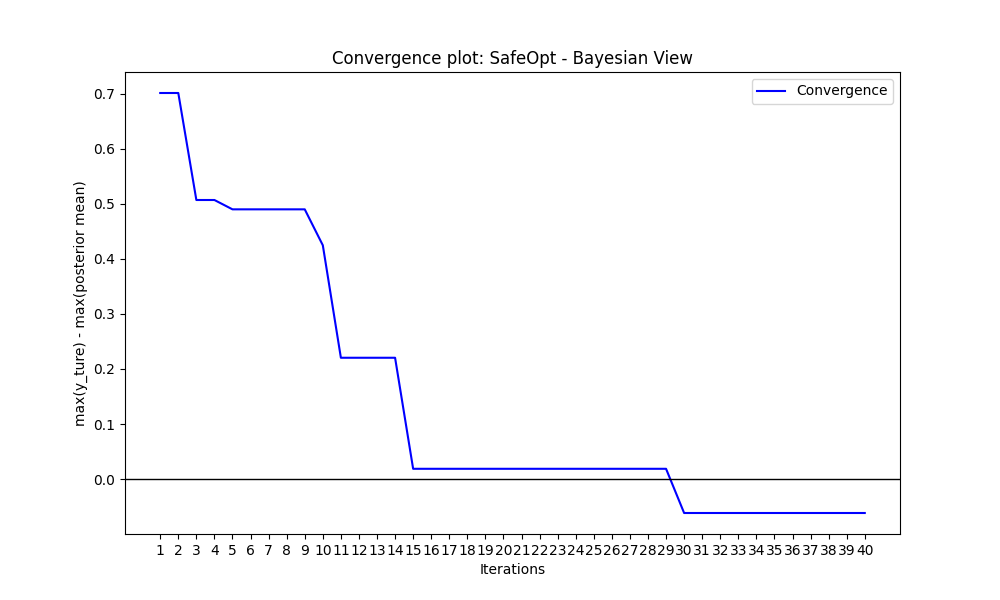 Convergence plot: SafeOpt - Bayesian View
Convergence
max(y_ture) - max(posterior mean)
0.7
0.6
0.5
0.4
0.3
0.2
0.1
0.0
1 2 3 4 5 6 7 8 9 10 11 12 13 14 15 16 17 18 19 20 21 22 23 24 25 26 27 28 29 30 31 32 33 34 35 36 37 38 39 40
Iterations